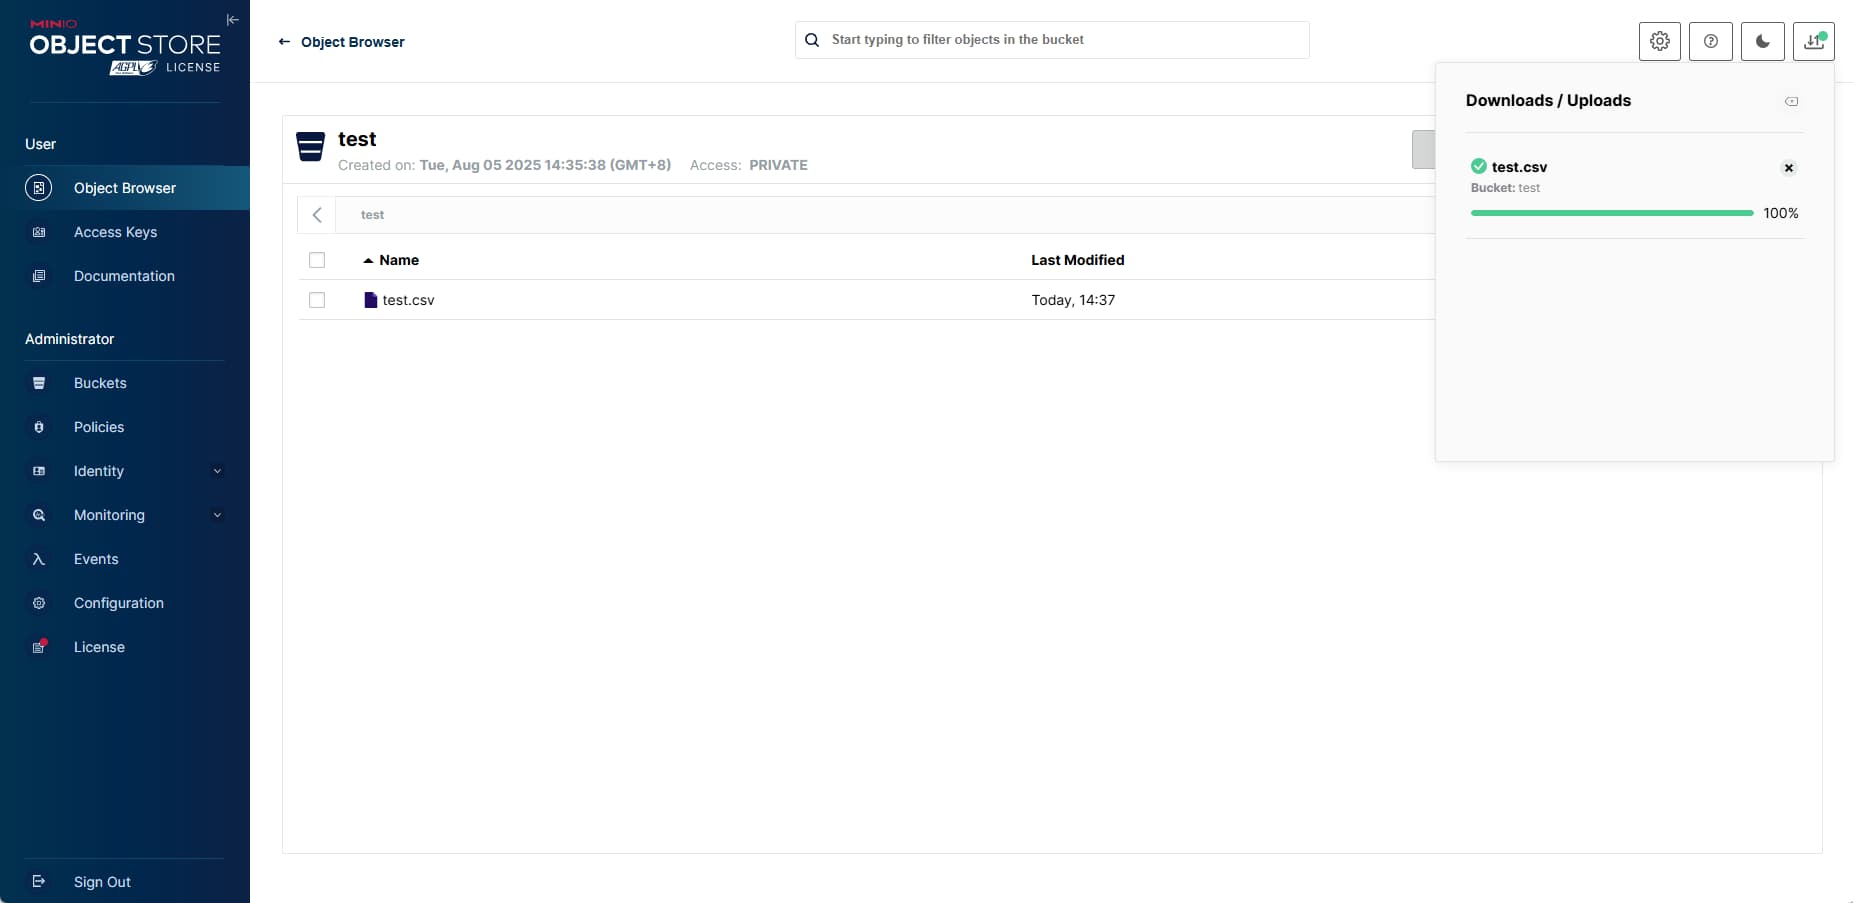 MINIO
OBJECT STORE
AGPL LICENSE
User
Object Browser
Access Keys
Documentation
Administrator
Buckets
Policies
Identity
Monitoring
Events
Configuration
License
Sign Out
Object Browser
Start typing to filter objects in the bucket
test
Created on: Tue, Aug 05 2025 14:35:38 (GMT+8) Access: PRIVATE
test
Name Last Modified
test.csv Today, 14:37
Downloads / Uploads
test.csv
Bucket: test
100%